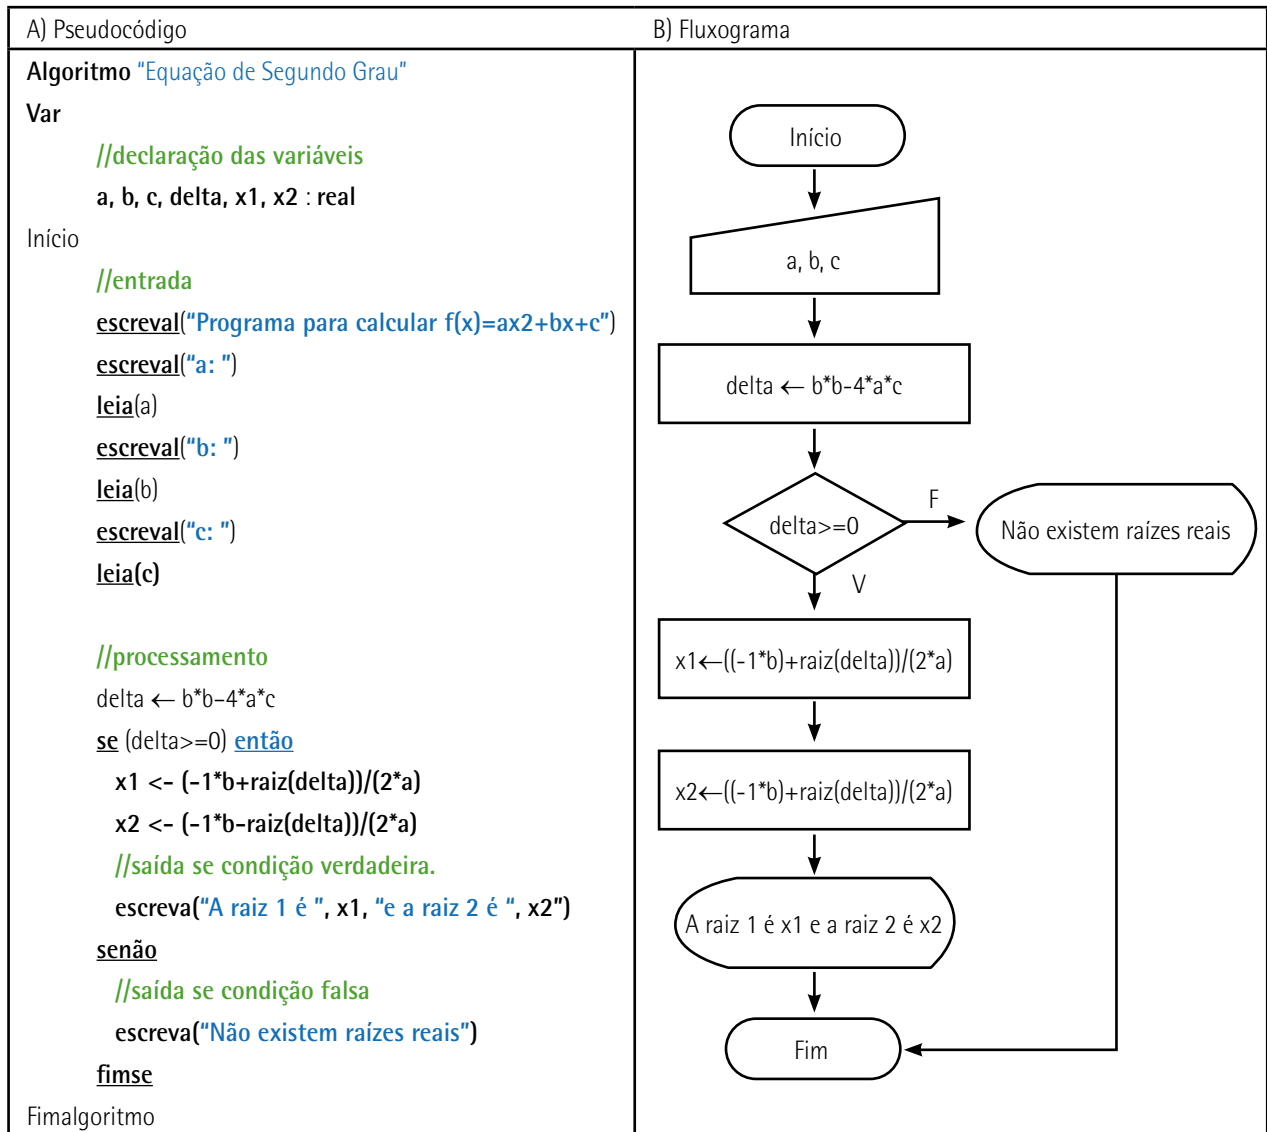 A) Pseudocódigo
Algoritmo "Equação de Segundo Grau"
Var
//declaração das variáveis
a, b, c, delta, x1, x2 : real
Início
//entrada
escreval("Programa para calcular f(x)=ax2+bx+c")
escreval("a: ")
leia(a)
escreval("b: ")
leia(b)
escreval("c: ")
leia(c)
//processamento
delta ← b*b-4*a*c
se (delta>=0) então
x1 <- (-1*b+raiz(delta))/(2*a)
x2 <- (-1*b-raiz(delta))/(2*a)
//saída se condição verdadeira.
escreva("A raiz 1 é ", x1, "e a raiz 2 é ", x2")
senão
//saída se condição falsa
escreva("Não existem raízes reais")
fimse
Fimalgoritmo
B) Fluxograma
Início
a, b, c
delta ← b*b-4*a*c
delta>=0
F
Não existem raízes reais
V
x1←((-1*b)+raiz(delta))/(2*a)
x2←((-1*b)+raiz(delta))/(2*a)
A raiz 1 é x1 e a raiz 2 é x2
Fim